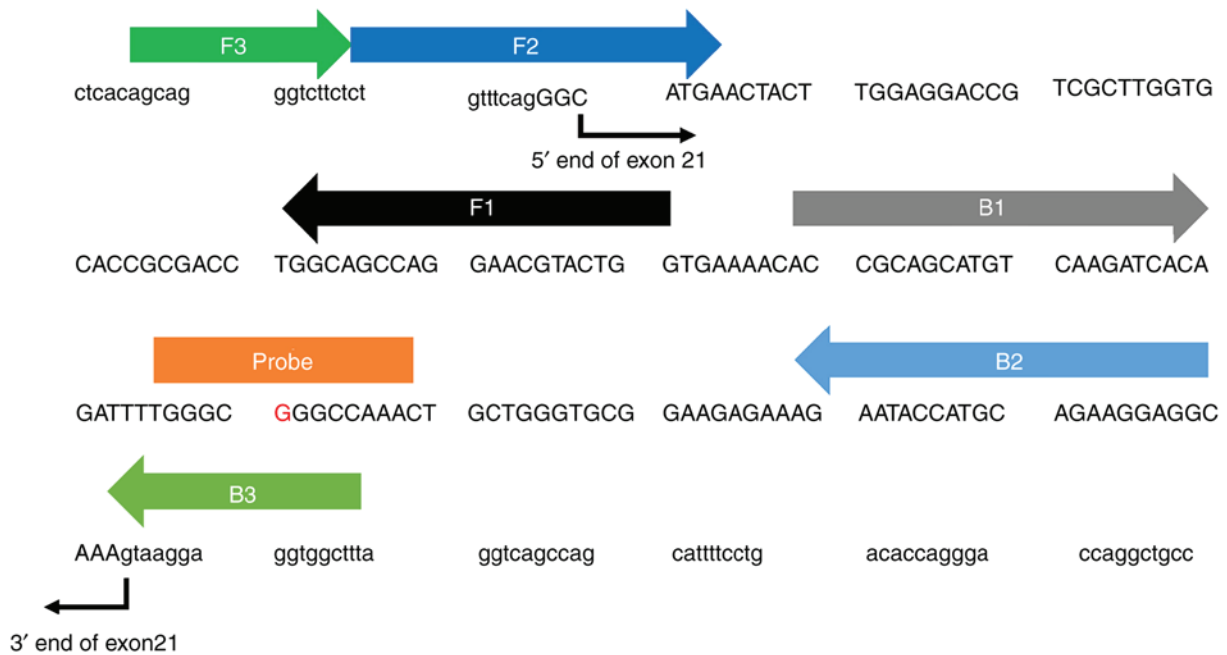 F3 F2
ctcacagcag ggtcttctct gtttcagGGC ATGAACTACT TGGAGGACCG TCGCTTGGTG
5′ end of exon 21
F1 B1
CACCGCGACC TGGCAGCCAG GAACGTACTG GTGAAAACAC CGCAGCATGT CAAGATCACA
Probe B2
GATTTTGGGC GGGCCAAACT GCTGGGTGCG GAAGAGAAAG AATACCATGC AGAAGGAGGC
B3
AAAgtaagga ggtggcttta ggtcagccag cattttcctg acaccaggga ccaggctgcc
3′ end of exon21